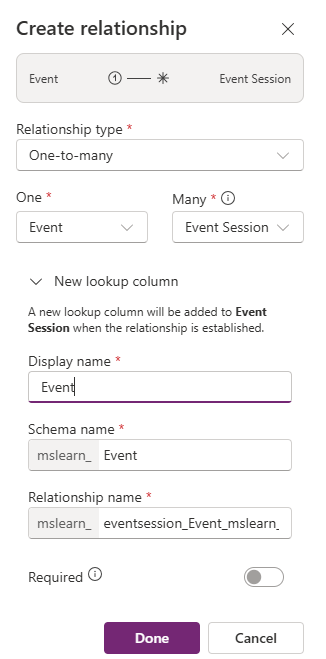 Create relationship
Event 1 Event Session
Relationship type *
One-to-many
One * Many *
Event Event Session
New lookup column
A new lookup column will be added to Event
Session when the relationship is established.
Display name *
Event
Schema name *
mslearn_ Event
Relationship name *
mslearn_ eventsession_Event_mslearn_
Required
Done Cancel